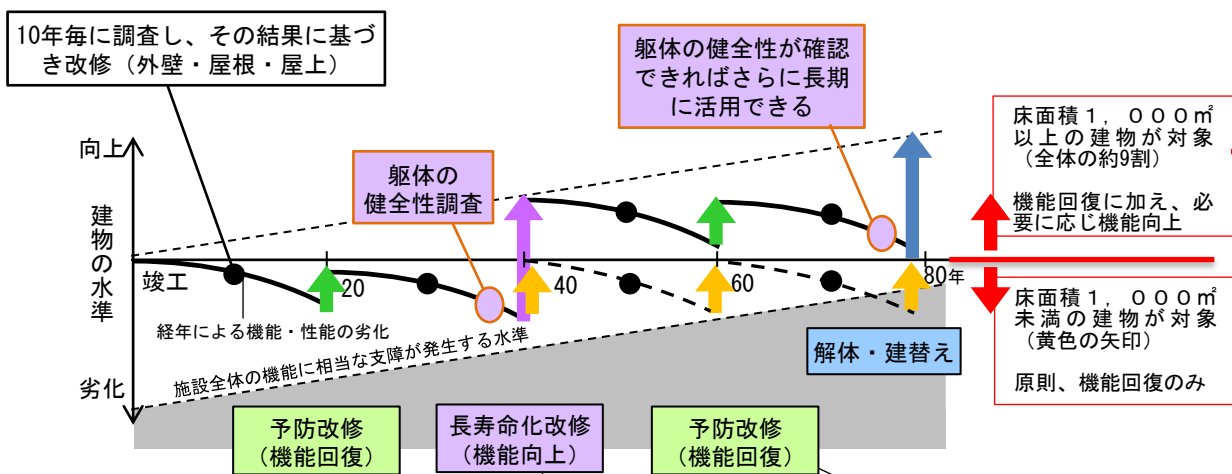 10年毎に調査し、その結果に基づ
き改修（外壁・屋根・屋上）
躯体の健全性が確認
できればさらに長期
に活用できる
床面積１，０００㎡
以上の建物が対象
（全体の約9割）
機能回復に加え、必
要に応じ機能向上
向上
躯体の
健全性調査
建物の水準
竣工
20
40
60
80年
経年による機能・性能の劣化
施設全体の機能に相当な支障が発生する水準
床面積１，０００㎡
未満の建物が対象
（黄色の矢印）
原則、機能回復のみ
解体・建替え
劣化
予防改修
（機能回復）
長寿命化改修
（機能向上）
予防改修
（機能回復）